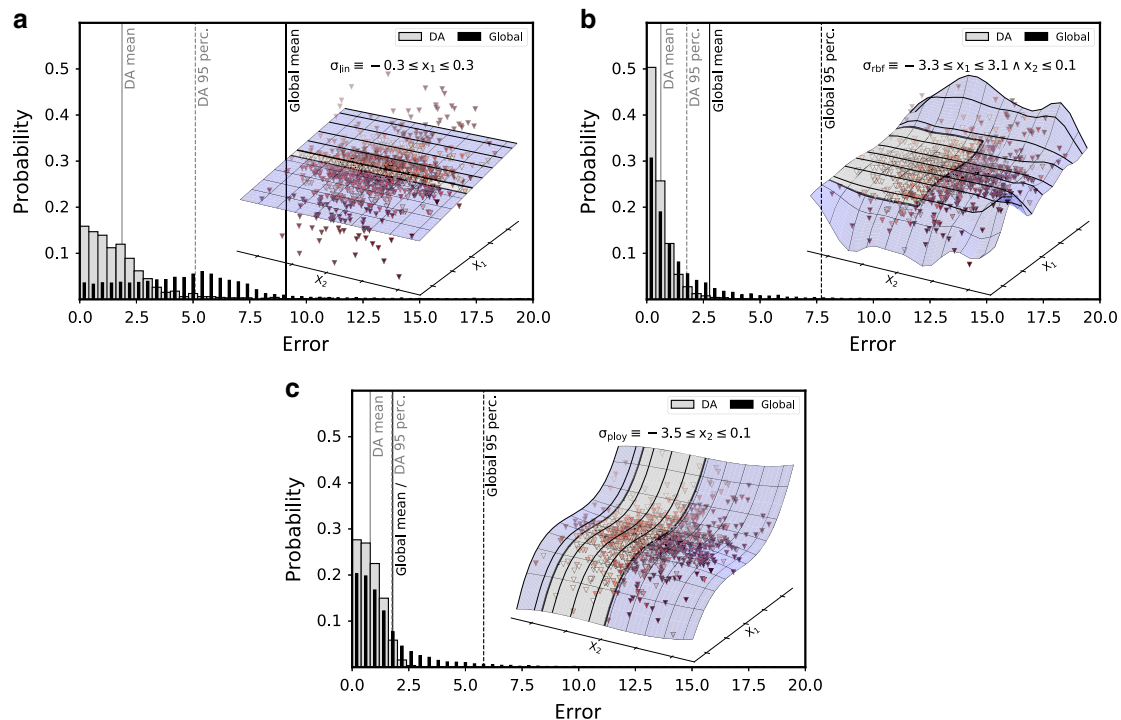 a
DA Global
σlin ≡ −0.3 ≤ x1 ≤ 0.3
DA mean
DA 95 perc.
Global mean
Probability
0.5
0.4
0.3
0.2
0.1
X2
X1
0.0 2.5 5.0 7.5 10.0 12.5 15.0 17.5 20.0
Error
b
DA Global
σrbf ≡ −3.3 ≤ x1 ≤ 3.1 ∧ x2 ≤ 0.1
DA mean
DA 95 perc.
Global mean
Global 95 perc.
Probability
0.5
0.4
0.3
0.2
0.1
X2
X1
0.0 2.5 5.0 7.5 10.0 12.5 15.0 17.5 20.0
Error
c
DA Global
σploy ≡ −3.5 ≤ x2 ≤ 0.1
DA mean
Global mean / DA 95 perc.
Global 95 perc.
Probability
0.5
0.4
0.3
0.2
0.1
X2
X1
0.0 2.5 5.0 7.5 10.0 12.5 15.0 17.5 20.0
Error